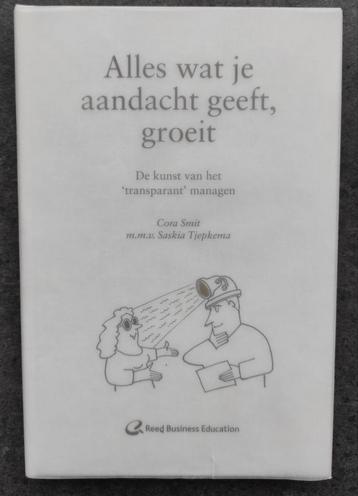 Alles wat je
aandacht geeft,
groeit
De kunst van het
‘transparant’ managen
Cora Smit
m.m.v. Saskia Tjepkema
Reed Business Education